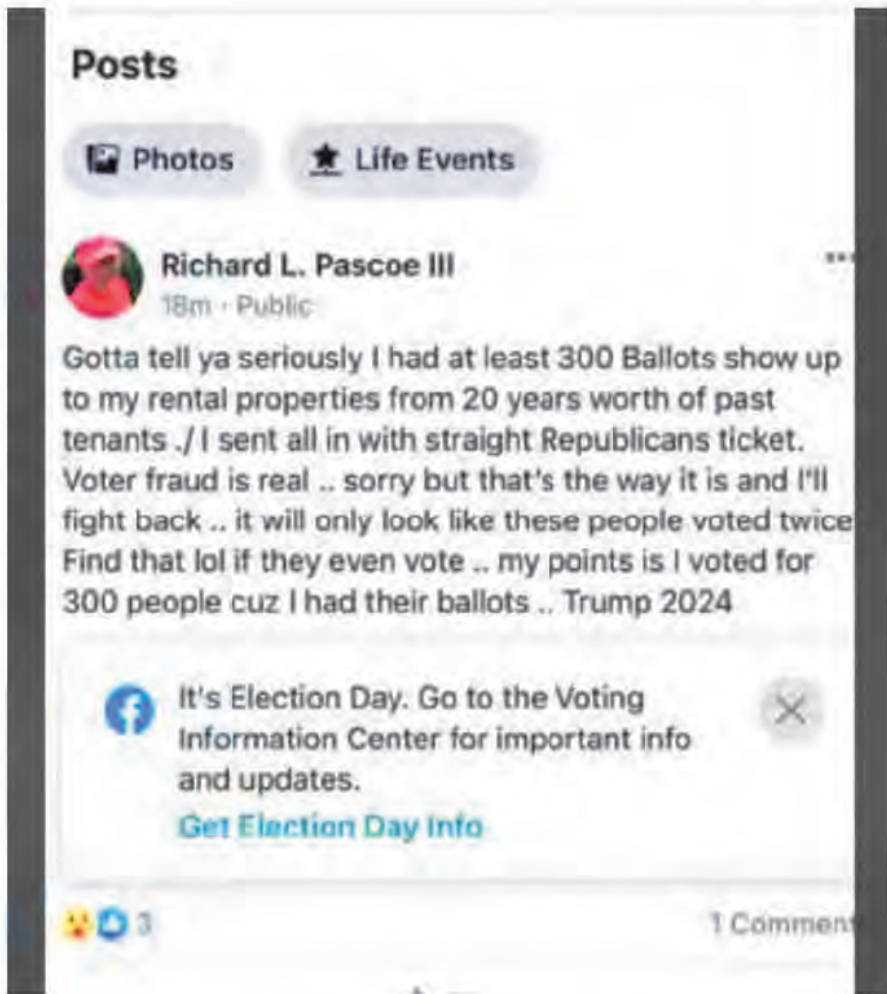 Posts
Photos Life Events
Richard L. Pascoe III
18m · Public
Gotta tell ya seriously I had at least 300 Ballots show up
to my rental properties from 20 years worth of past
tenants ./ I sent all in with straight Republicans ticket.
Voter fraud is real .. sorry but that's the way it is and I'll
fight back .. it will only look like these people voted twice
Find that lol if they even vote .. my points is I voted for
300 people cuz I had their ballots .. Trump 2024
It's Election Day. Go to the Voting
Information Center for important info
and updates.
Get Election Day Info
3 1 Comment